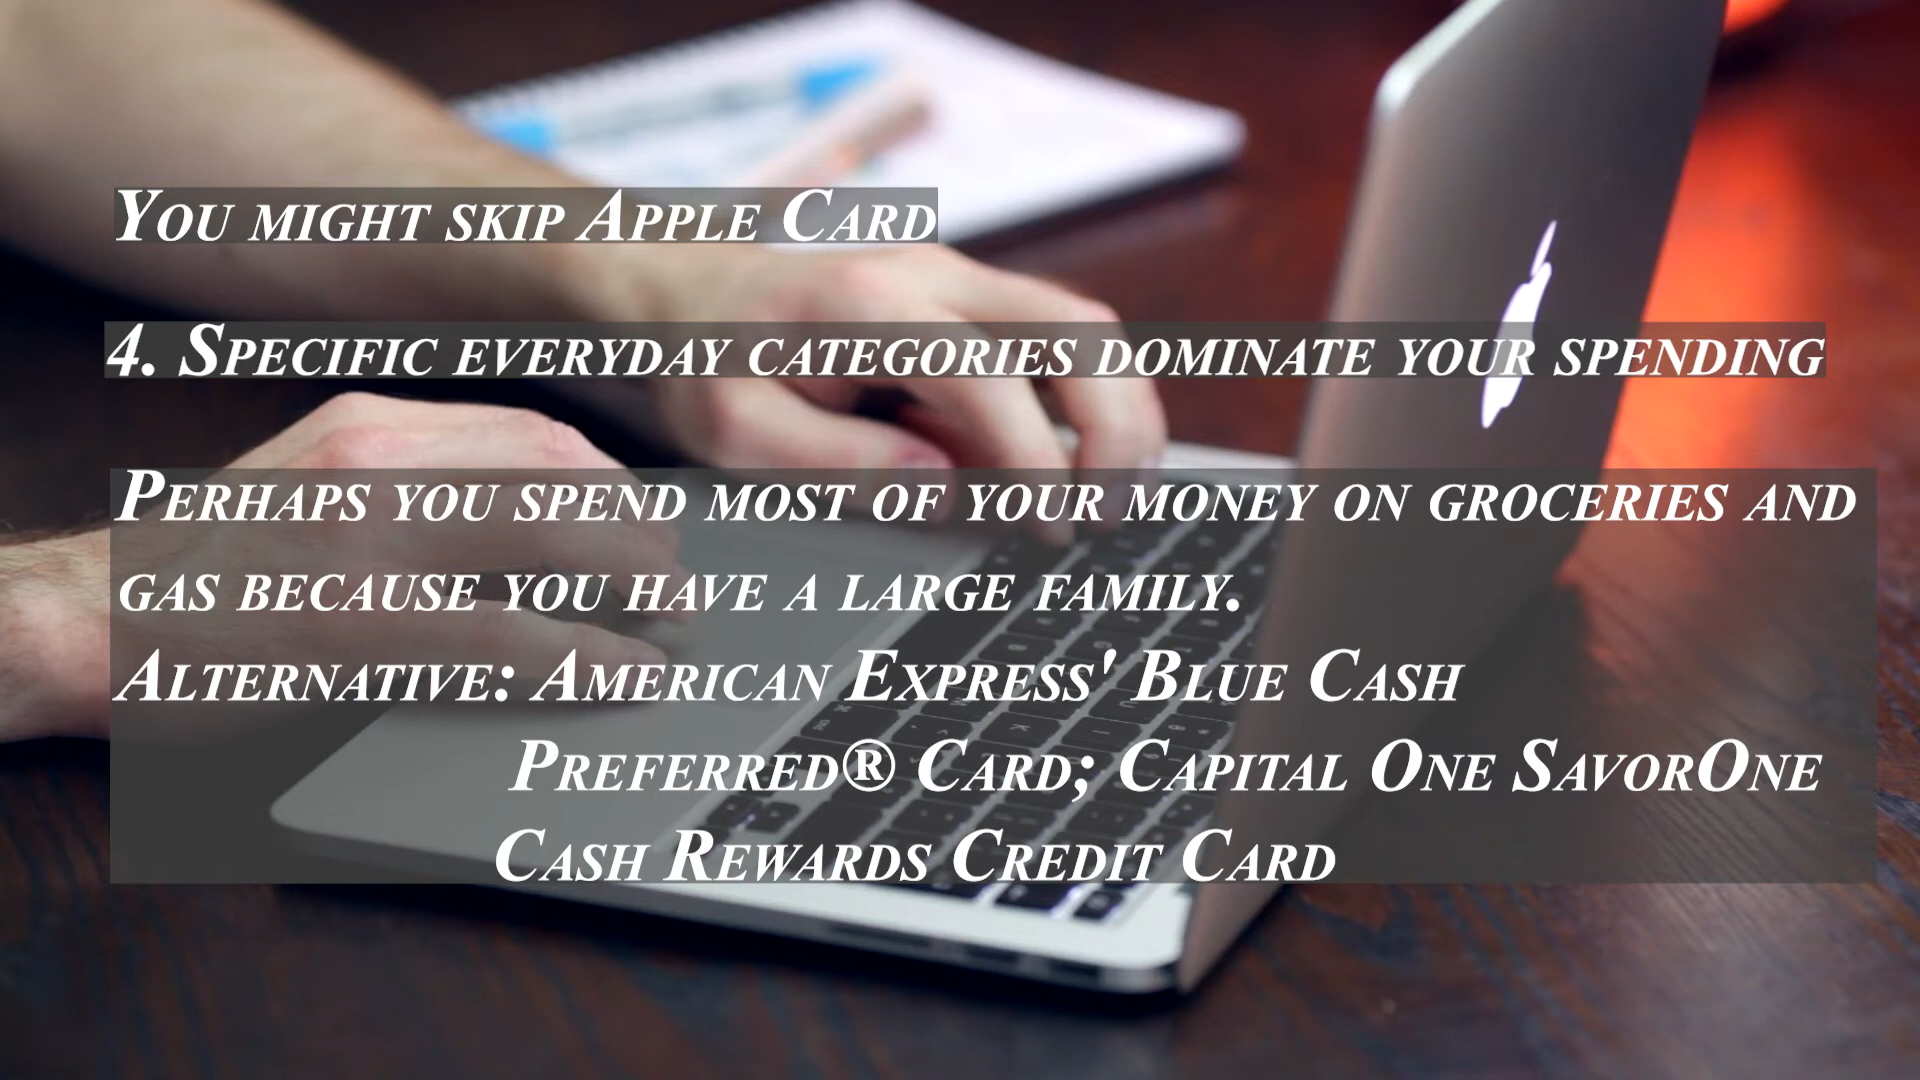 You might skip Apple Card
4. Specific everyday categories dominate your spending
Perhaps you spend most of your money on groceries and
gas because you have a large family.
Alternative: American Express' Blue Cash
Preferred® Card; Capital One SavorOne
Cash Rewards Credit Card